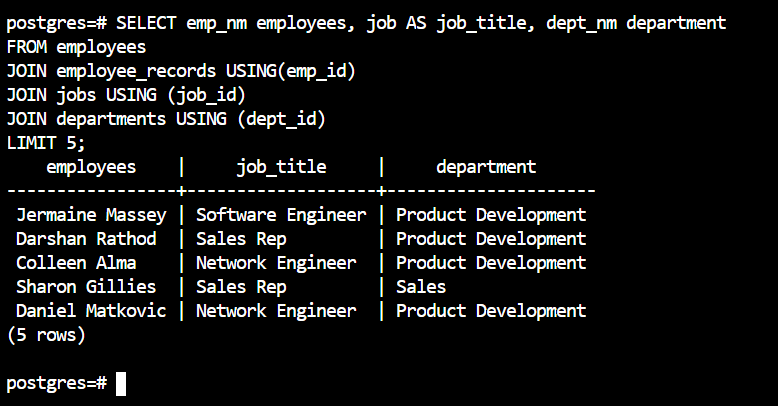 postgres=# SELECT emp_nm employees, job AS job_title, dept_nm department
FROM employees
JOIN employee_records USING(emp_id)
JOIN jobs USING (job_id)
JOIN departments USING (dept_id)
LIMIT 5;
    employees    |     job_title     |     department
-----------------+-------------------+---------------------
 Jermaine Massey | Software Engineer | Product Development
 Darshan Rathod  | Sales Rep         | Product Development
 Colleen Alma    | Network Engineer  | Product Development
 Sharon Gillies  | Sales Rep         | Sales
 Daniel Matkovic | Network Engineer  | Product Development
(5 rows)
postgres=#